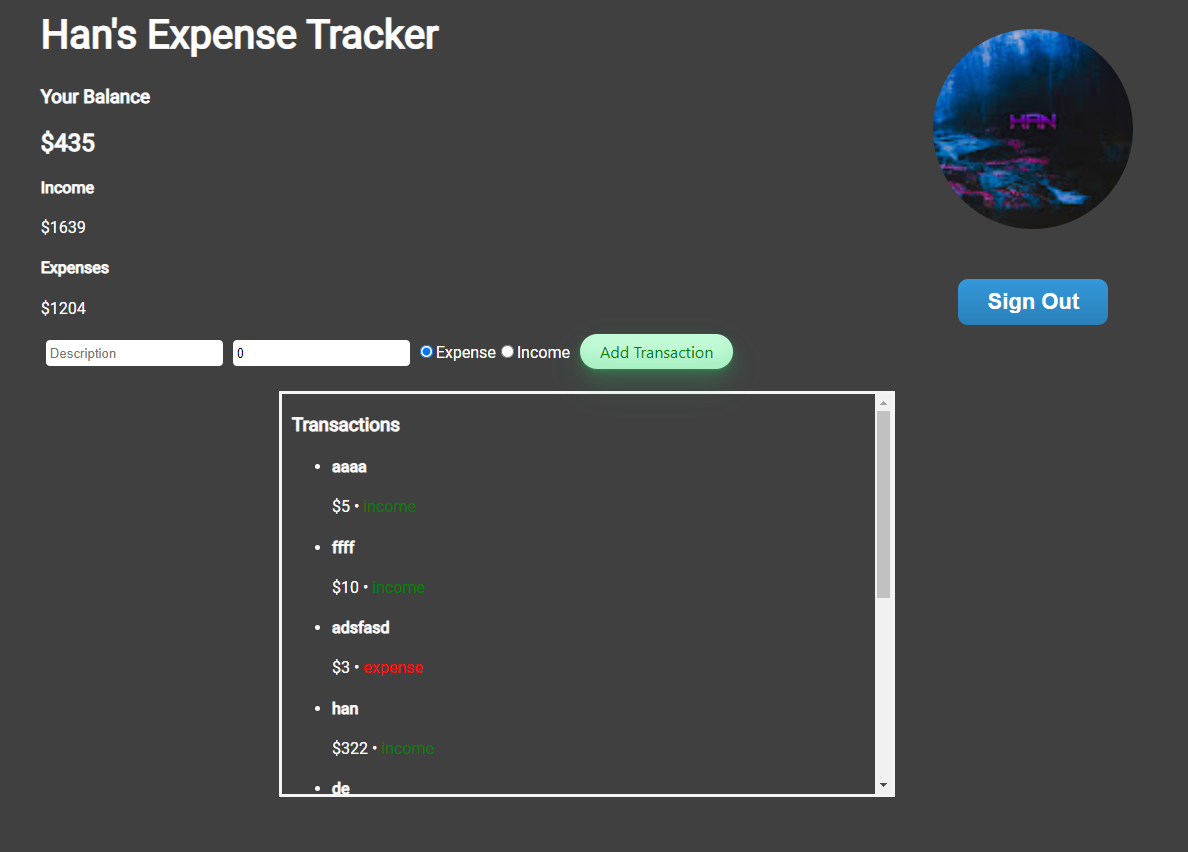 Han's Expense Tracker
HAN
Your Balance
$435
Income
$1639
Expenses
Sign Out
$1204
Description 0 Expense Income Add Transaction
Transactions
• aaaa
$5 • income
• ffff
$10 • income
• adsfasd
$3 • expense
• han
$322 • income
• de